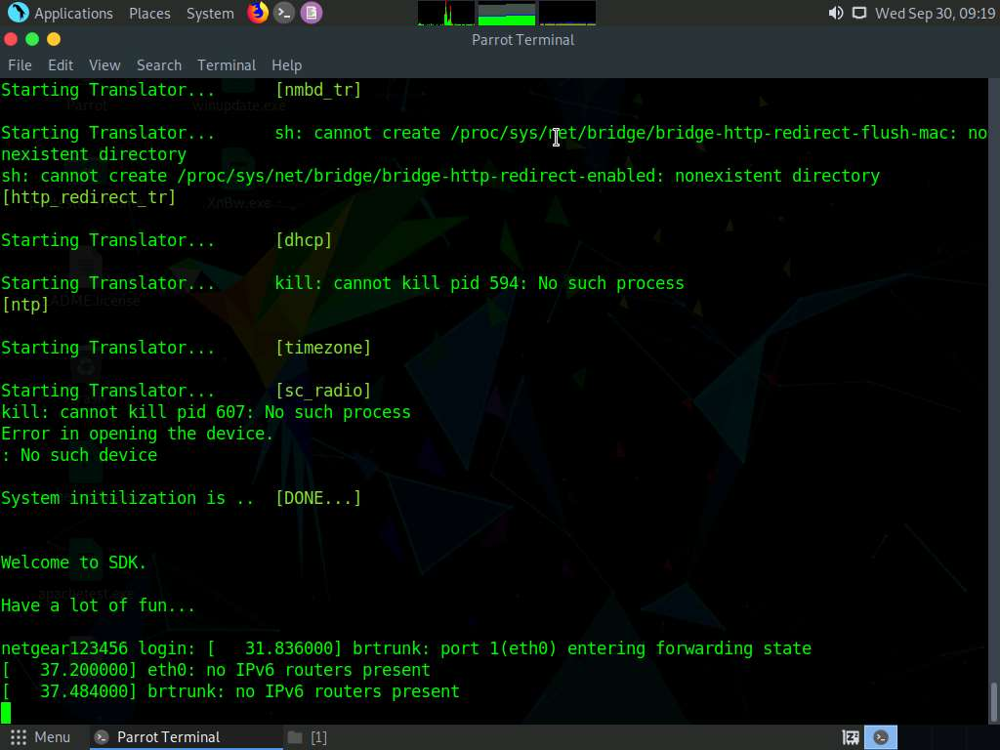 Applications Places System Wed Sep 30, 09:19
Parrot Terminal
File Edit View Search Terminal Help
Starting Translator... [nmbd_tr]
Starting Translator... sh: cannot create /proc/sys/net/bridge/bridge-http-redirect-flush-mac: no
nexistent directory
sh: cannot create /proc/sys/net/bridge/bridge-http-redirect-enabled: nonexistent directory
[http_redirect_tr]
Starting Translator... [dhcp]
Starting Translator... kill: cannot kill pid 594: No such process
[ntp]
Starting Translator... [timezone]
Starting Translator... [sc_radio]
kill: cannot kill pid 607: No such process
Error in opening the device.
: No such device
System initilization is .. [DONE...]
Welcome to SDK.
Have a lot of fun...
netgear123456 login: [   31.836000] brtrunk: port 1(eth0) entering forwarding state
[   37.200000] eth0: no IPv6 routers present
[   37.484000] brtrunk: no IPv6 routers present
Menu Parrot Terminal [1]